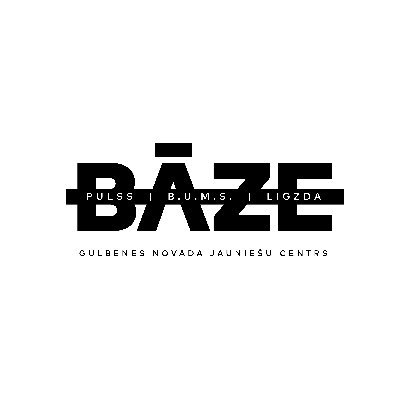 BĀZE
PULSS | B.U.M.S. | LIGZDA
GULBENES NOVADA JAUNIEŠU CENTRS